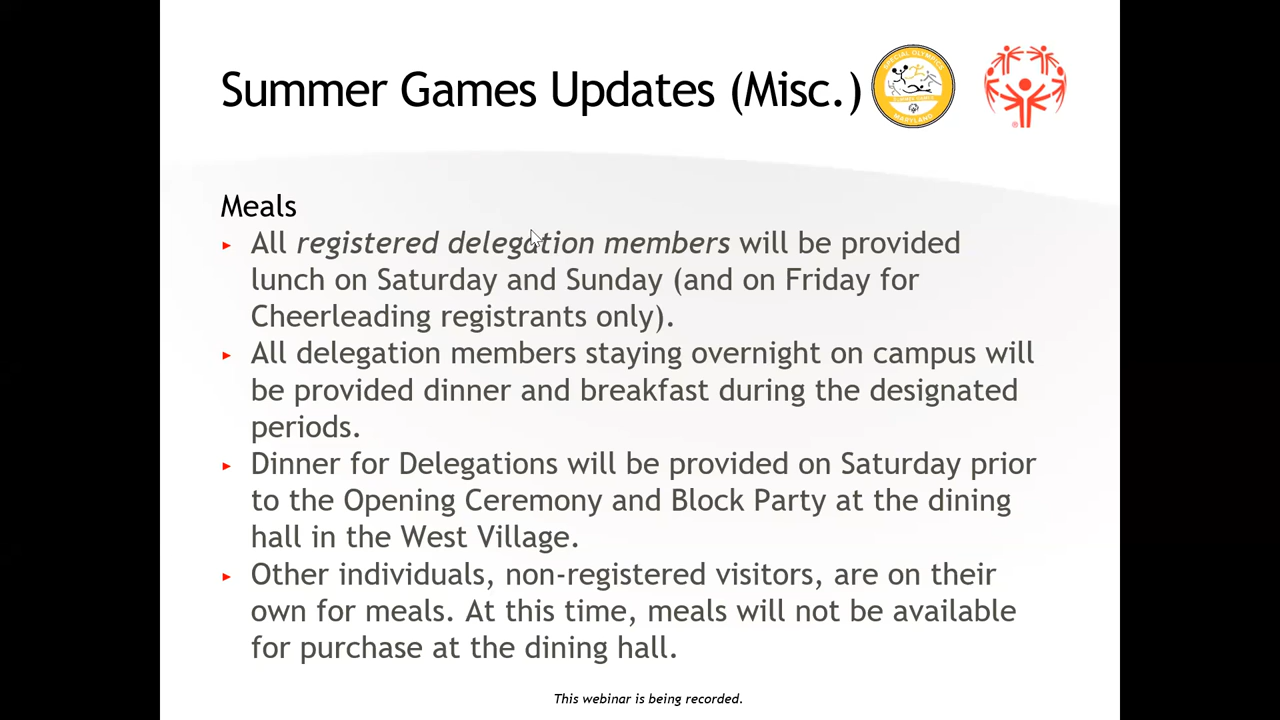 Summer Games Updates (Misc.)
SPECIAL OLYMPICS
MARYLAND
Meals
▸ All registered delegation members will be provided
lunch on Saturday and Sunday (and on Friday for
Cheerleading registrants only).
▸ All delegation members staying overnight on campus will
be provided dinner and breakfast during the designated
periods.
▸ Dinner for Delegations will be provided on Saturday prior
to the Opening Ceremony and Block Party at the dining
hall in the West Village.
▸ Other individuals, non-registered visitors, are on their
own for meals. At this time, meals will not be available
for purchase at the dining hall.
This webinar is being recorded.